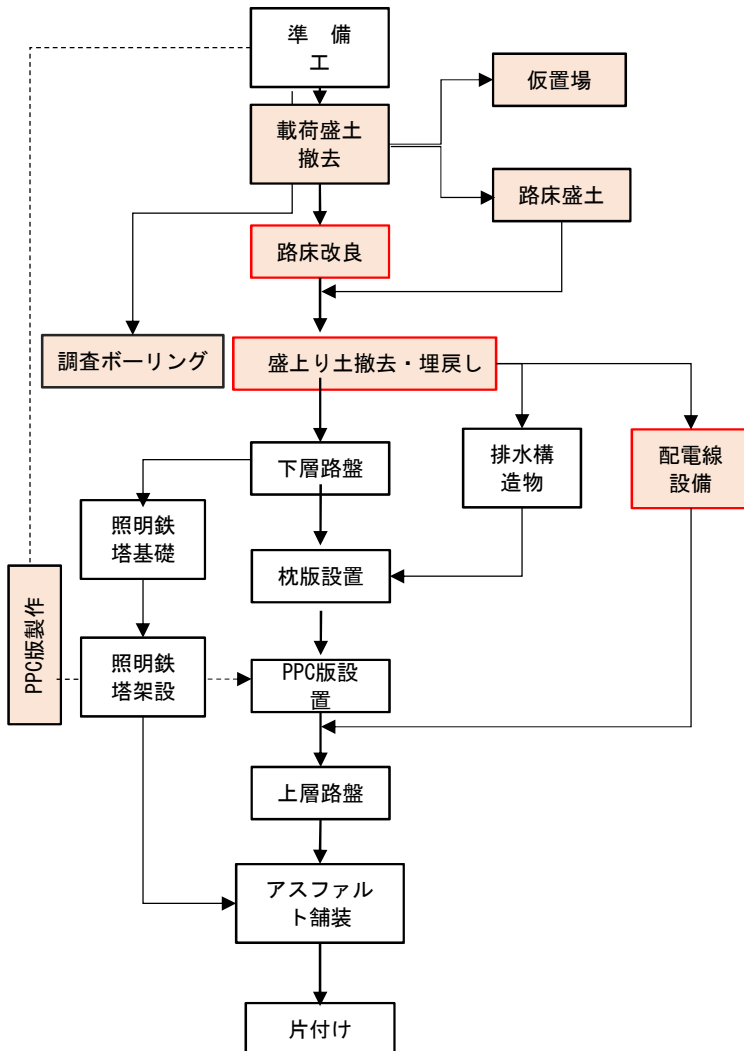 準　備
工
仮置場
載荷盛土
撤去
路床盛土
路床改良
調査ボーリング
盛上り土撤去・埋戻し
下層路盤
排水構
造物
配電線
設備
照明鉄
塔基礎
枕版設置
PPC版製作
照明鉄
塔架設
PPC版設
置
上層路盤
アスファル
ト舗装
片付け